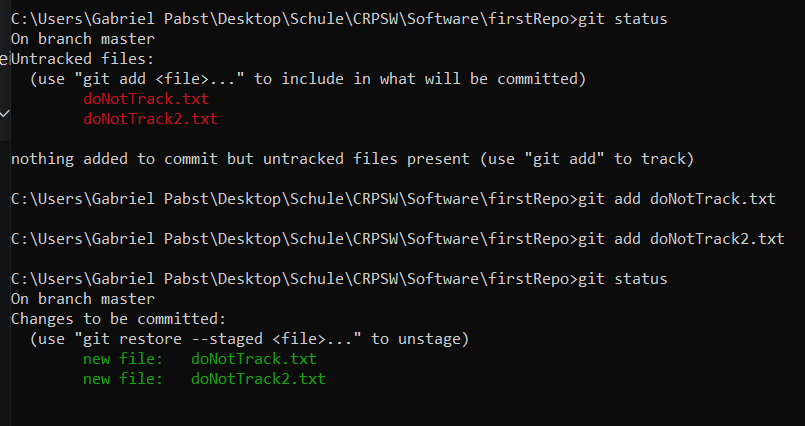 C:\Users\Gabriel Pabst\Desktop\Schule\CRPSW\Software\firstRepo>git status
On branch master
Untracked files:
  (use "git add <file>..." to include in what will be committed)
        doNotTrack.txt
        doNotTrack2.txt

nothing added to commit but untracked files present (use "git add" to track)

C:\Users\Gabriel Pabst\Desktop\Schule\CRPSW\Software\firstRepo>git add doNotTrack.txt

C:\Users\Gabriel Pabst\Desktop\Schule\CRPSW\Software\firstRepo>git add doNotTrack2.txt

C:\Users\Gabriel Pabst\Desktop\Schule\CRPSW\Software\firstRepo>git status
On branch master
Changes to be committed:
  (use "git restore --staged <file>..." to unstage)
        new file:   doNotTrack.txt
        new file:   doNotTrack2.txt